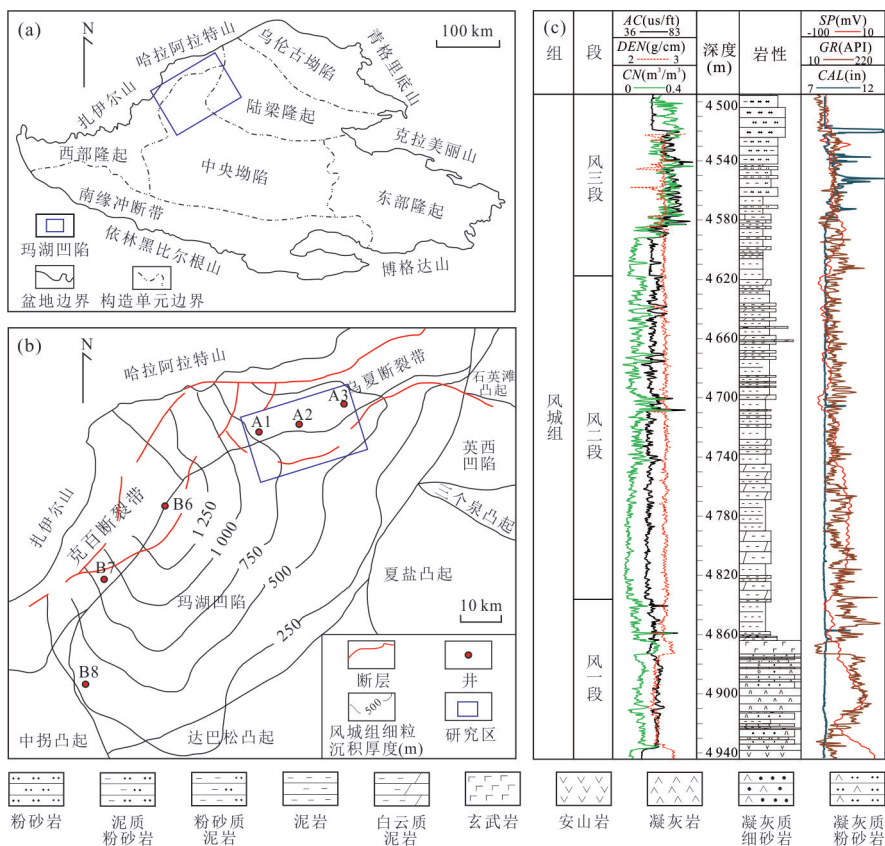 (a)
N
100 km
哈拉阿拉特山
乌伦古坳陷
青格里底山
扎伊尔山
陆梁隆起
克拉美丽山
西部隆起
中央坳陷
东部隆起
南缘冲断带
依林黑比尔根山
博格达山
玛湖凹陷
盆地边界
构造单元边界
(b)
N
哈拉阿拉特山
乌夏断裂带
石英滩
凸起
A1
A2
A3
英西
凹陷
三个泉凸起
扎伊尔山
克百断裂带
B6
B7
B8
1 250
1 000
750
500
250
玛湖凹陷
夏盐凸起
10 km
中拐凸起
达巴松凸起
断层
井
500
风城组细粒
沉积厚度(m)
研究区
(c)
组
段
AC(us/ft)
36 83
DEN(g/cm)
2 3
CN(m³/m³)
0 0.4
深度
(m)
岩性
SP(mV)
-100 10
GR(API)
10 220
CAL(in)
7 12
风城组
风三段
风二段
风一段
4 500
4 540
4 580
4 620
4 660
4 700
4 740
4 780
4 820
4 860
4 900
4 940
粉砂岩
泥质
粉砂岩
粉砂质
泥岩
泥岩
白云质
泥岩
玄武岩
安山岩
凝灰岩
凝灰质
细砂岩
凝灰质
粉砂岩